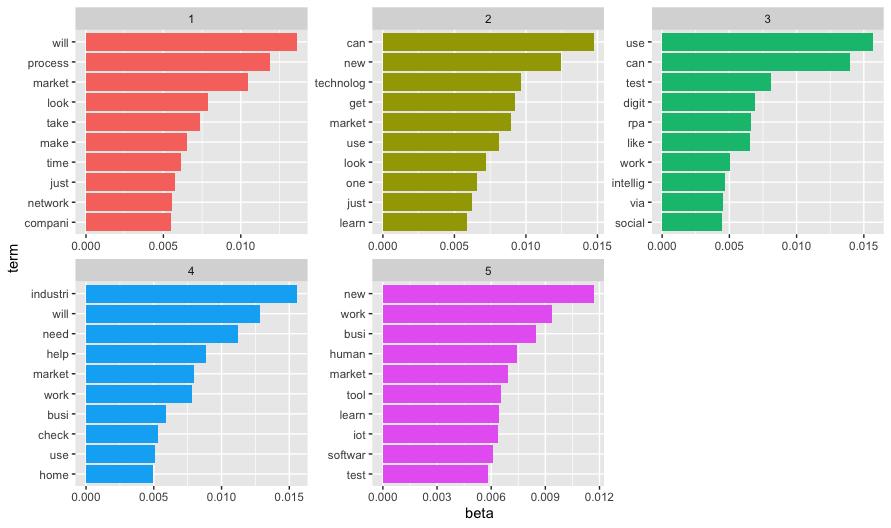 term
1
will
process
market
look
take
make
time
just
network
compani
0.000 0.005 0.010
2
can
new
technolog
get
market
use
look
one
just
learn
0.000 0.005 0.010 0.015
3
use
can
test
digit
rpa
like
work
intellig
via
social
0.000 0.005 0.010 0.015
4
industri
will
need
help
market
work
busi
check
use
home
0.000 0.005 0.010 0.015
5
new
work
busi
human
market
tool
learn
iot
softwar
test
0.000 0.003 0.006 0.009 0.012
beta